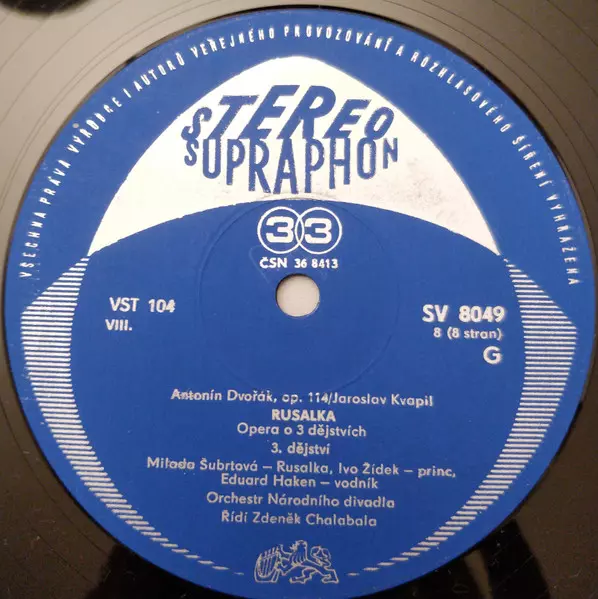 VŠECHNA PRÁVA VÝROBCE I AUTORŮ VEŘEJNÉHO PROVOZOVÁNÍ A ROZHLASOVÉHO ŠÍŘENÍ VYHRAŽENA
STEREO
SUPRAPHON
33
ČSN 36 8413
VST 104
VIII.
SV 8049
8 (8 stran)
G
Antonín Dvořák, op. 114/Jaroslav Kvapil
RUSALKA
Opera o 3 dějstvích
3. dějství
Milada Šubrtová – Rusalka, Ivo Žídek – princ,
Eduard Haken – vodník
Orchestr Národního divadla
Řídí Zdeněk Chalabala